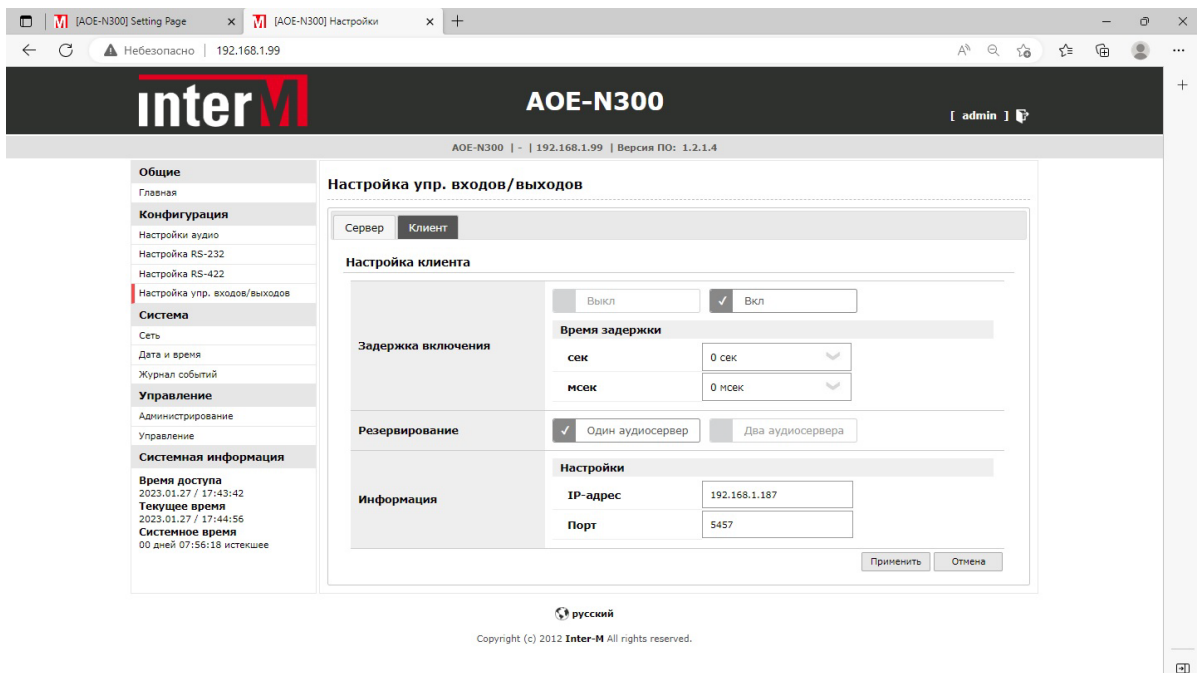 [AOE-N300] Setting Page
[AOE-N300] Настройки
Небезопасно | 192.168.1.99
interM
AOE-N300
[ admin ]
AOE-N300 | - | 192.168.1.99 | Версия ПО: 1.2.1.4
Общие
Главная
Конфигурация
Настройки аудио
Настройка RS-232
Настройка RS-422
Настройка упр. входов/выходов
Система
Сеть
Дата и время
Журнал событий
Управление
Администрирование
Управление
Системная информация
Время доступа
2023.01.27 / 17:43:42
Текущее время
2023.01.27 / 17:44:56
Системное время
00 дней 07:56:18 истекшее
Настройка упр. входов/выходов
Сервер Клиент
Настройка клиента
Задержка включения
Выкл Вкл
Время задержки
сек 0 сек
мсек 0 мсек
Резервирование
Один аудиосервер Два аудиосервера
Информация
Настройки
IP-адрес 192.168.1.187
Порт 5457
Применить Отмена
русский
Copyright (c) 2012 Inter-M All rights reserved.